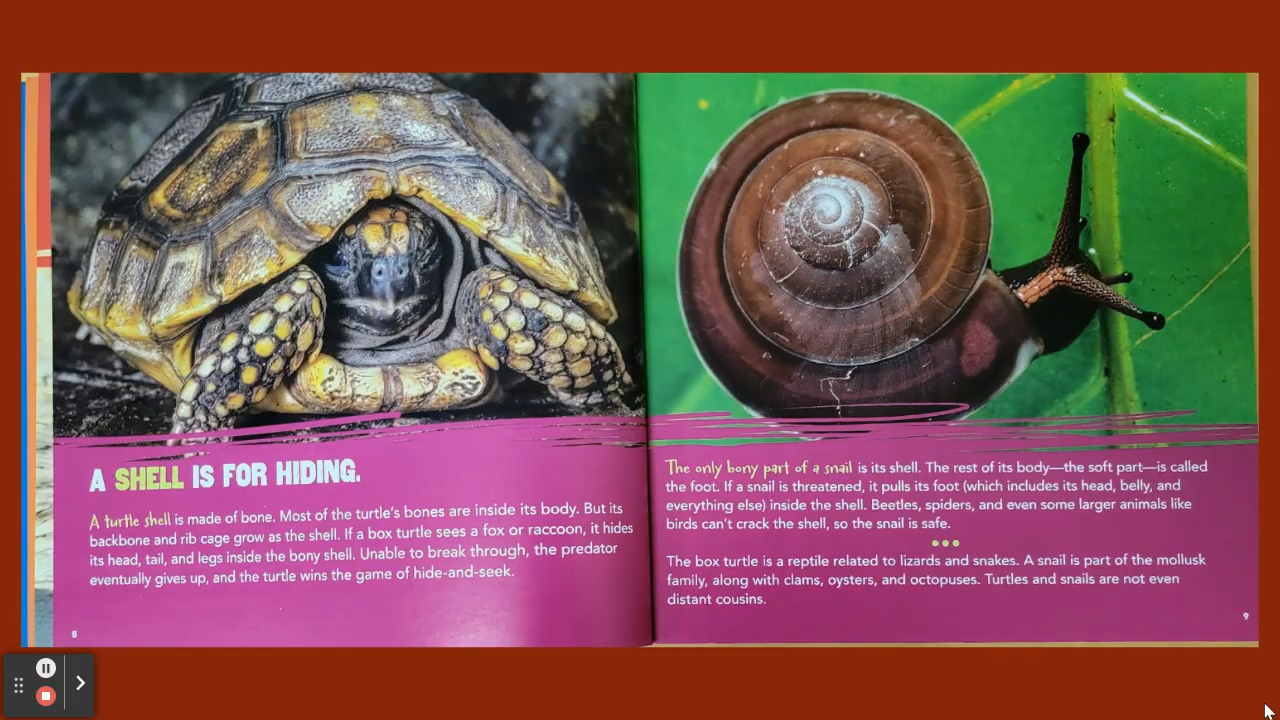 A SHELL IS FOR HIDING.
A turtle shell is made of bone. Most of the turtle's bones are inside its body. But its
backbone and rib cage grow as the shell. If a box turtle sees a fox or raccoon, it hides
its head, tail, and legs inside the bony shell. Unable to break through, the predator
eventually gives up, and the turtle wins the game of hide-and-seek.
8
The only bony part of a snail is its shell. The rest of its body—the soft part—is called
the foot. If a snail is threatened, it pulls its foot (which includes its head, belly, and
everything else) inside the shell. Beetles, spiders, and even some larger animals like
birds can't crack the shell, so the snail is safe.
The box turtle is a reptile related to lizards and snakes. A snail is part of the mollusk
family, along with clams, oysters, and octopuses. Turtles and snails are not even
distant cousins.
9